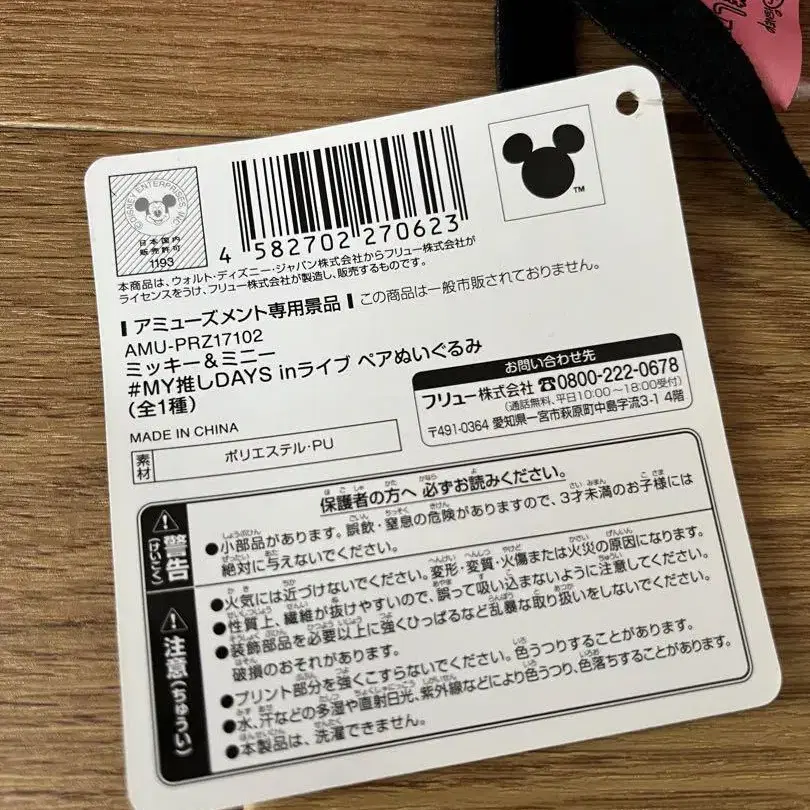 ©DISNEY ENTERPRISES, INC.
日本国内
販売許可
1193
4 582702 270623
TM
本商品は、ウォルト・ディズニー・ジャパン株式会社からフリュー株式会社が
ライセンスをうけ、フリュー株式会社が製造し、販売するものです。
アミューズメント専用景品 この商品は一般市販されておりません。
AMU-PRZ17102
ミッキー&ミニー
#MY推しDAYS inライブ ペアぬいぐるみ
(全1種)
MADE IN CHINA
素材 ポリエステル・PU
お問い合わせ先
フリュー株式会社 ☎0800-222-0678
(通話無料、平日10:00～18:00受付)
〒491-0364 愛知県一宮市萩原町中島字流3-1 4階
警告(けいこく)
保護者の方へ 必ずお読みください。
●小部品があります。誤飲・窒息の危険がありますので、3才未満のお子様には
絶対に与えないでください。
注意(ちゅうい)
●火気には近づけないでください。変形・変質・火傷または火災の原因になります。
●性質上、繊維が抜けやすいので、誤って吸い込まないように注意してください。
●装飾部品を必要以上に強くひっぱるなど乱暴な取り扱いをしないでください。
破損のおそれがあります。
●プリント部分を強くこすらないでください。色うつりすることがあります。
●水、汗などの多湿や直射日光、紫外線などにより色うつり、色落ちすることがあります。
●本製品は、洗濯できません。
©Disney